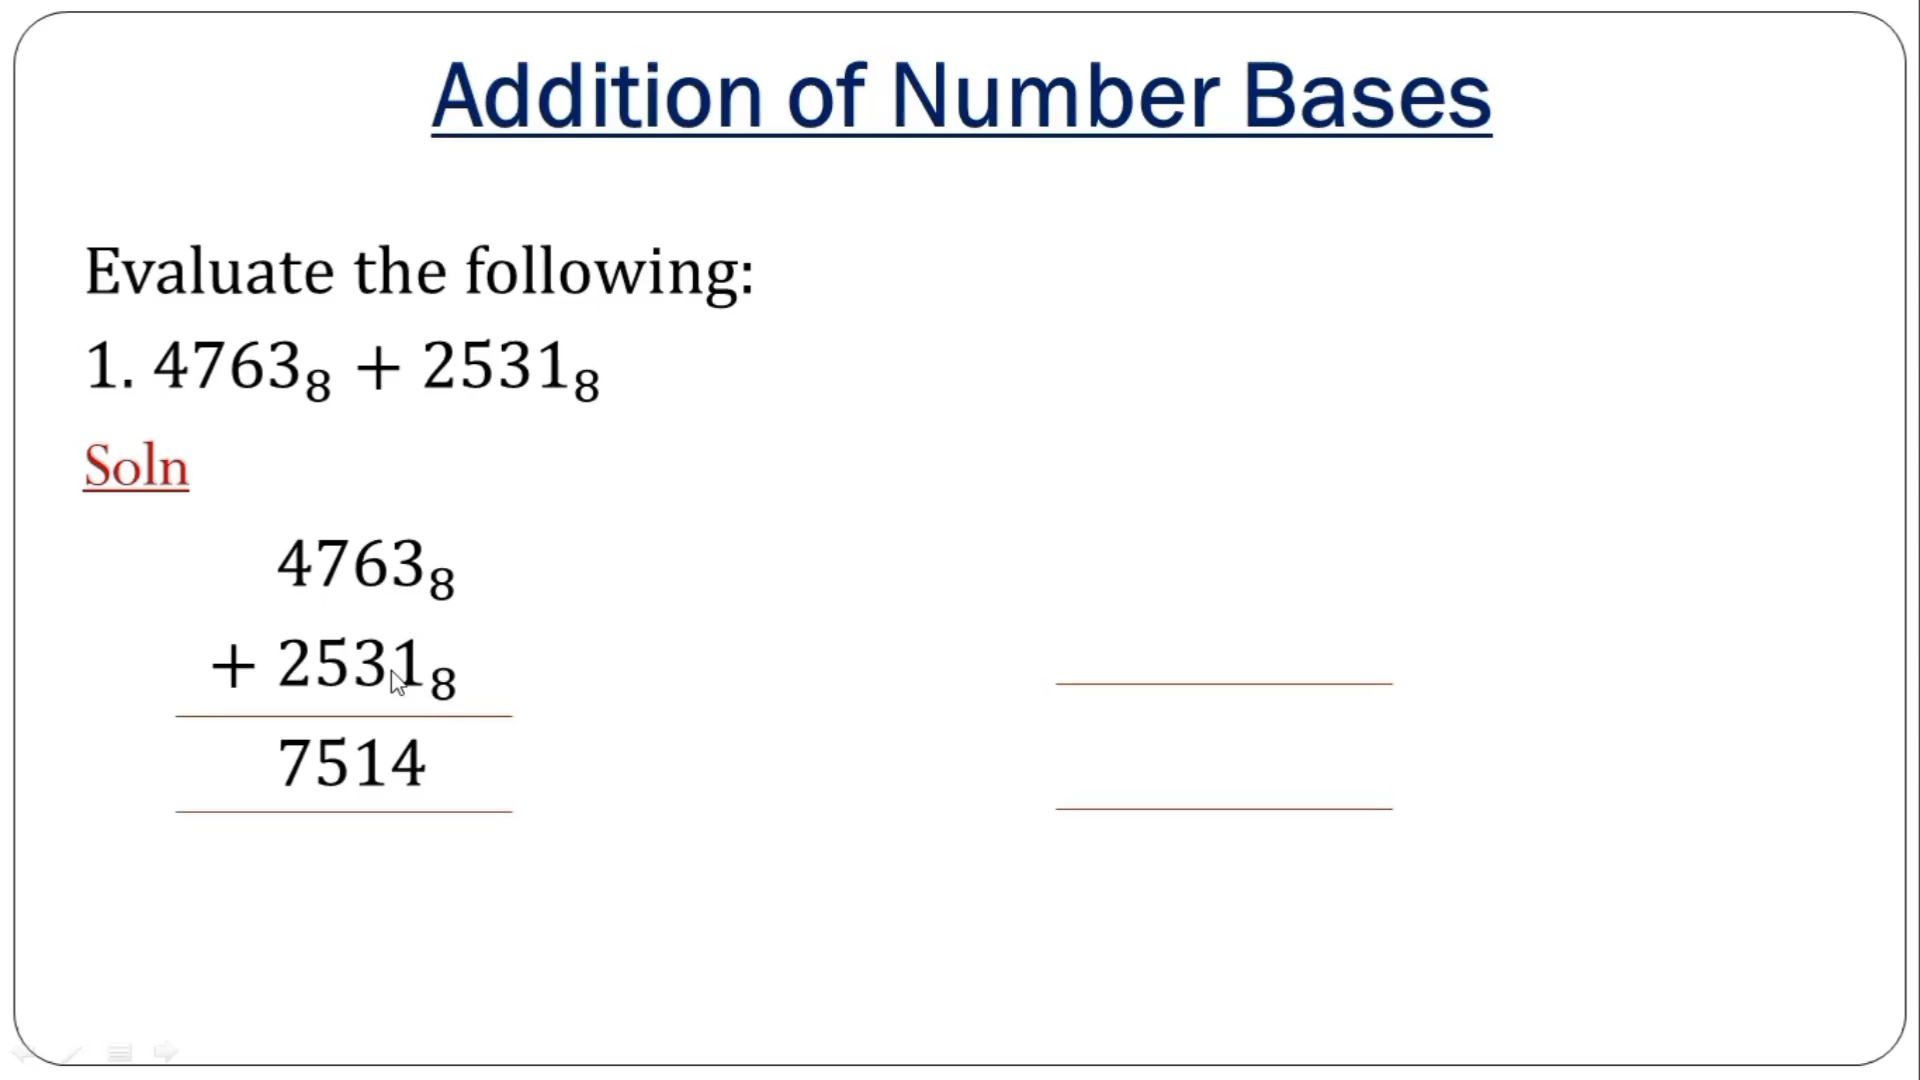 Addition of Number Bases
Evaluate the following:
1. 4763₈ + 2531₈
Soln
4763₈
+ 2531₈
7514